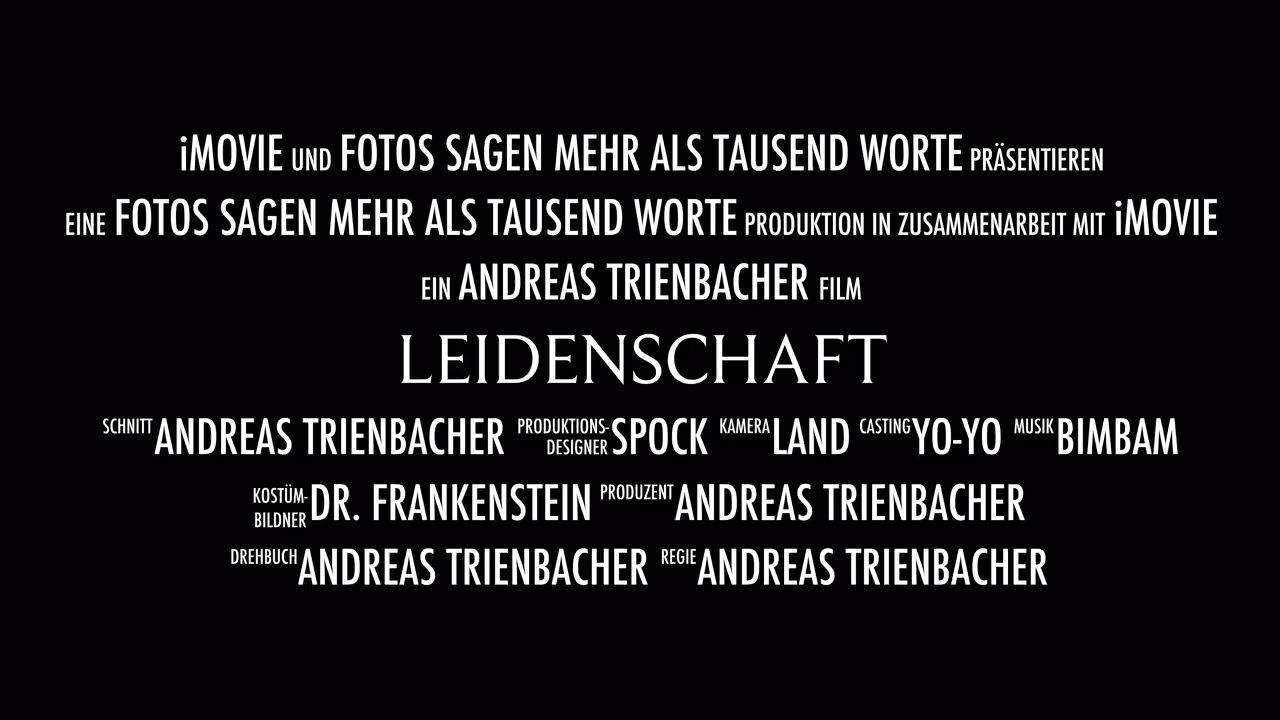 iMOVIE UND FOTOS SAGEN MEHR ALS TAUSEND WORTE PRÄSENTIEREN
EINE FOTOS SAGEN MEHR ALS TAUSEND WORTE PRODUKTION IN ZUSAMMENARBEIT MIT iMOVIE
EIN ANDREAS TRIENBACHER FILM
LEIDENSCHAFT
SCHNITT ANDREAS TRIENBACHER PRODUKTIONS-DESIGNER SPOCK KAMERA LAND CASTING YO-YO MUSIK BIMBAM
KOSTÜM-BILDNER DR. FRANKENSTEIN PRODUZENT ANDREAS TRIENBACHER
DREHBUCH ANDREAS TRIENBACHER REGIE ANDREAS TRIENBACHER